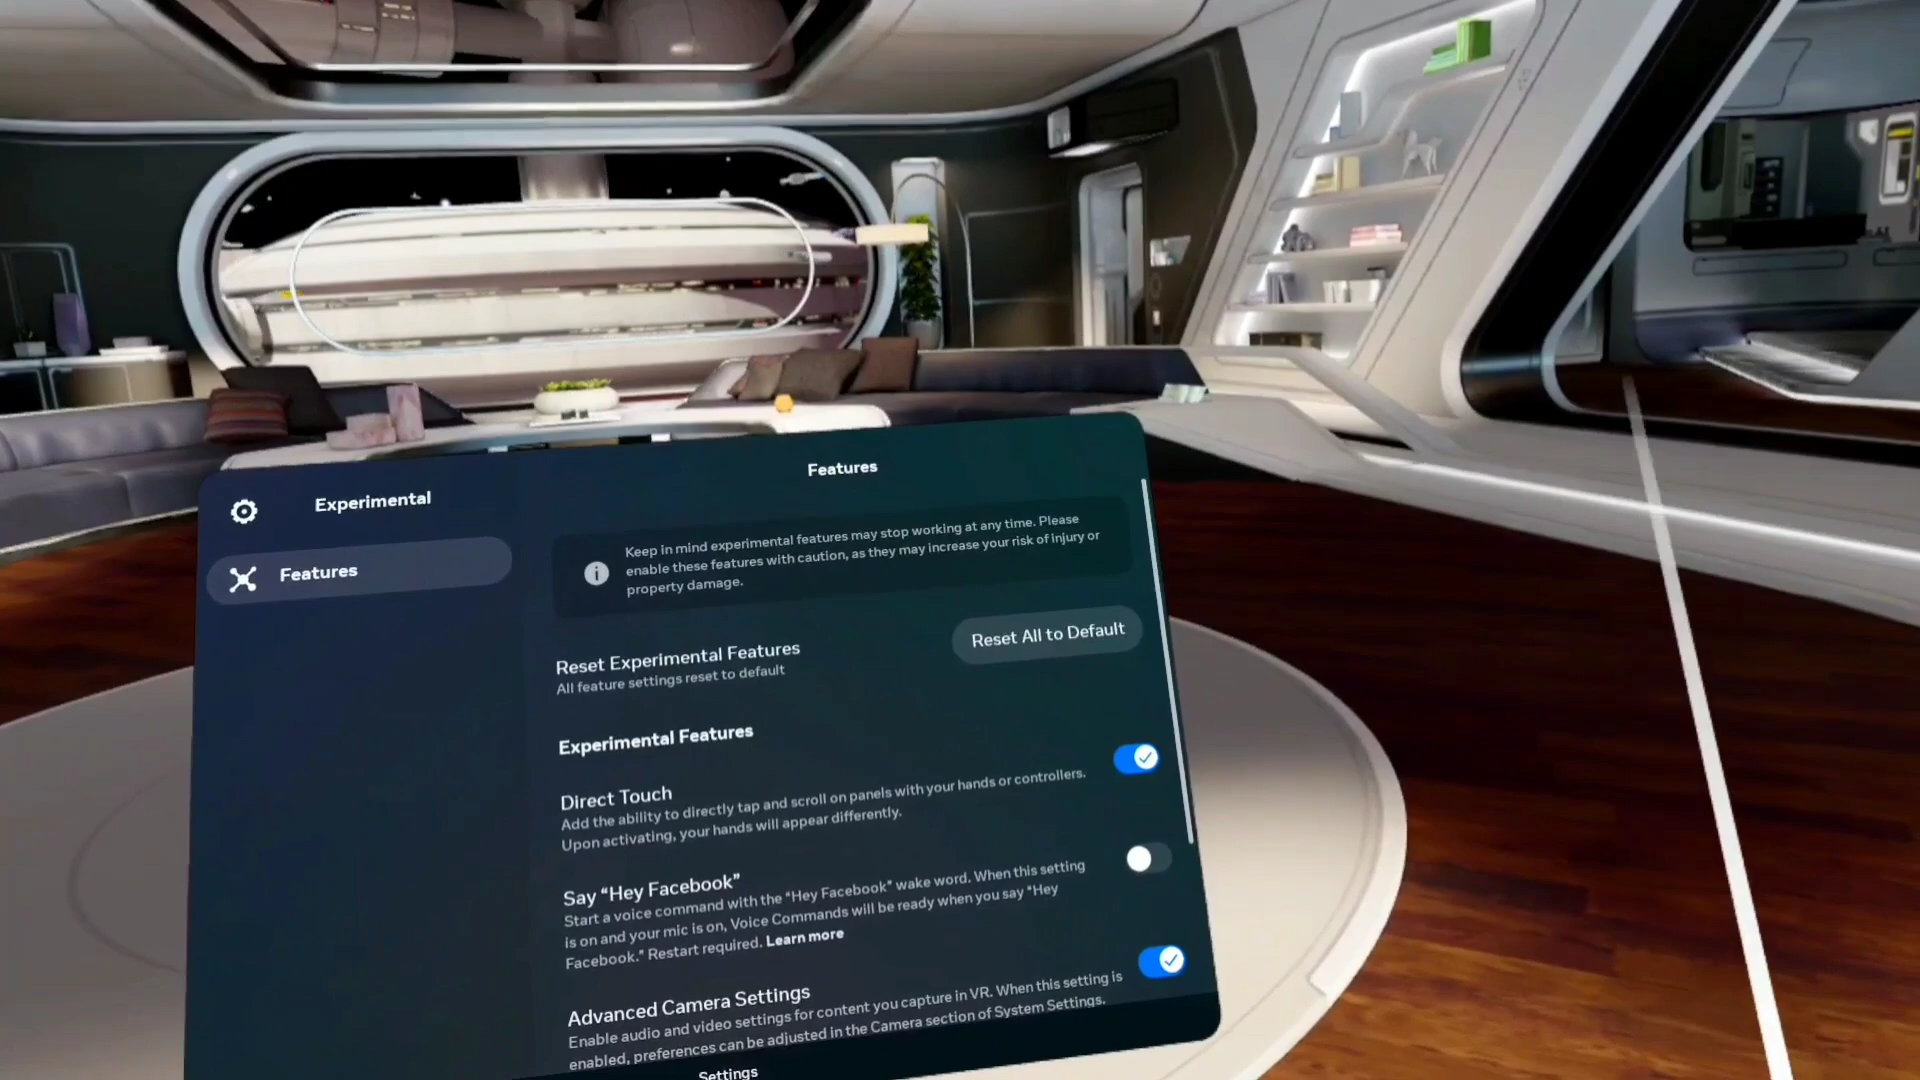 Experimental
Features
Features
Keep in mind experimental features may stop working at any time. Please
enable these features with caution, as they may increase your risk of injury or
property damage.
Reset Experimental Features
All feature settings reset to default
Reset All to Default
Experimental Features
Direct Touch
Add the ability to directly tap and scroll on panels with your hands or controllers.
Upon activating, your hands will appear differently.
Say “Hey Facebook”
Start a voice command with the “Hey Facebook” wake word. When this setting
is on and your mic is on, Voice Commands will be ready when you say “Hey
Facebook.” Restart required. Learn more
Advanced Camera Settings
Enable audio and video settings for content you capture in VR. When this setting is
enabled, preferences can be adjusted in the Camera section of System Settings.
Settings